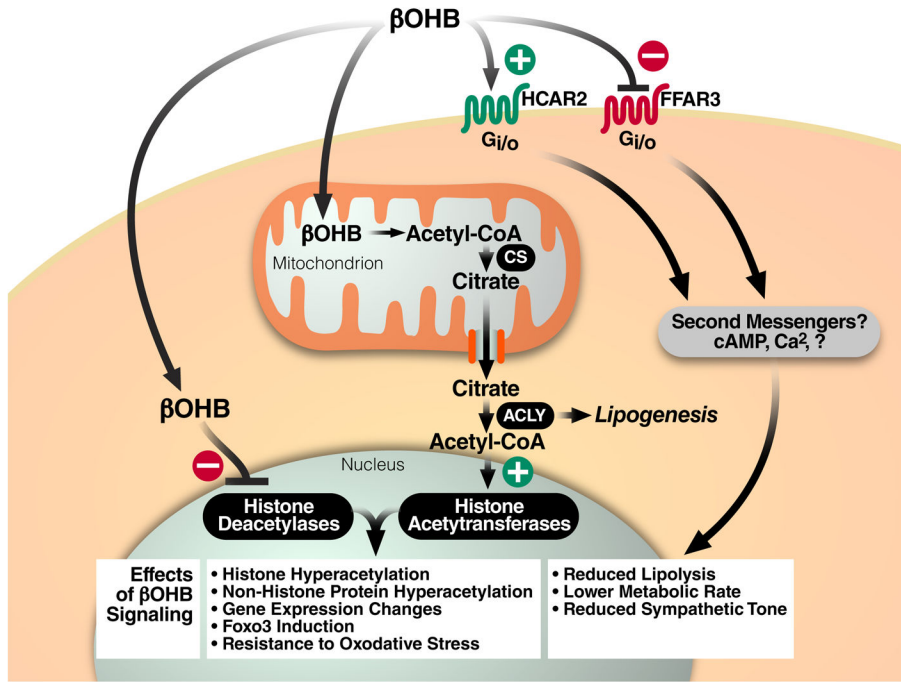 βOHB
HCAR2
FFAR3
Gi/o
Gi/o
βOHB
Acetyl-CoA
Mitochondrion
CS
Citrate
Second Messengers?
cAMP, Ca², ?
Citrate
βOHB
ACLY
Lipogenesis
Acetyl-CoA
Nucleus
Histone
Deacetylases
Histone
Acetytransferases
Effects
of βOHB
Signaling
• Histone Hyperacetylation
• Non-Histone Protein Hyperacetylation
• Gene Expression Changes
• Foxo3 Induction
• Resistance to Oxodative Stress
• Reduced Lipolysis
• Lower Metabolic Rate
• Reduced Sympathetic Tone